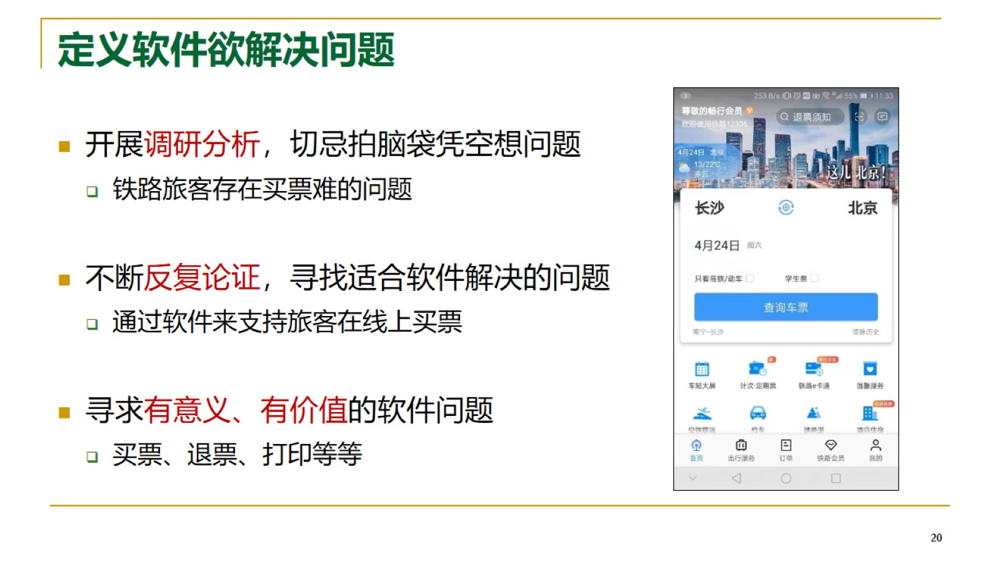 定义软件欲解决问题
开展调研分析，切忌拍脑袋凭空想问题
铁路旅客存在买票难的问题
不断反复论证，寻找适合软件解决的问题
通过软件来支持旅客在线上买票
寻求有意义、有价值的软件问题
买票、退票、打印等等
253 B/s 55% 11:33
尊敬的畅行会员
退票须知
欢迎使用铁路12306
4月24日 北京
13/22℃
多云
这儿 北京！
长沙 北京
4月24日 周六
只看高铁/动车 学生票
查询车票
南宁--长沙 清除历史
车站大屏 计次·定期票 铁路e卡通 温馨服务
空铁联运 约车 铁路游 酒店住宿
首页 出行服务 订单 铁路会员 我的
20